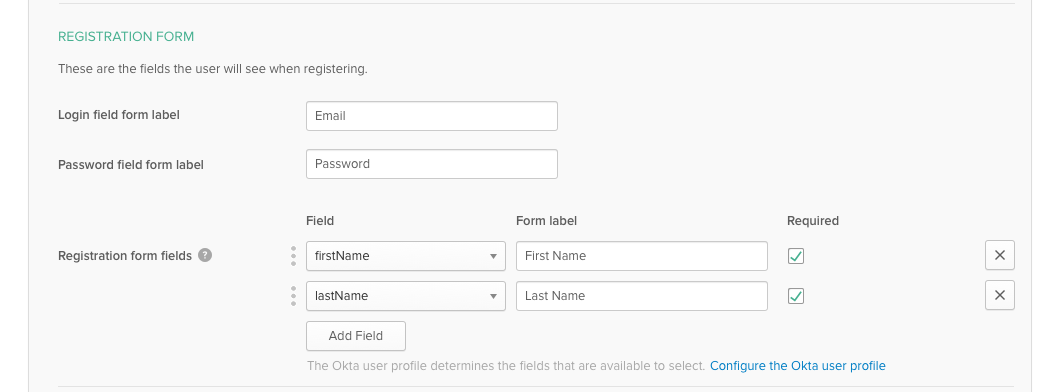 REGISTRATION FORM
These are the fields the user will see when registering.
Login field form label Email
Password field form label Password
Field Form label Required
Registration form fields ? firstName First Name
lastName Last Name
Add Field
The Okta user profile determines the fields that are available to select. Configure the Okta user profile